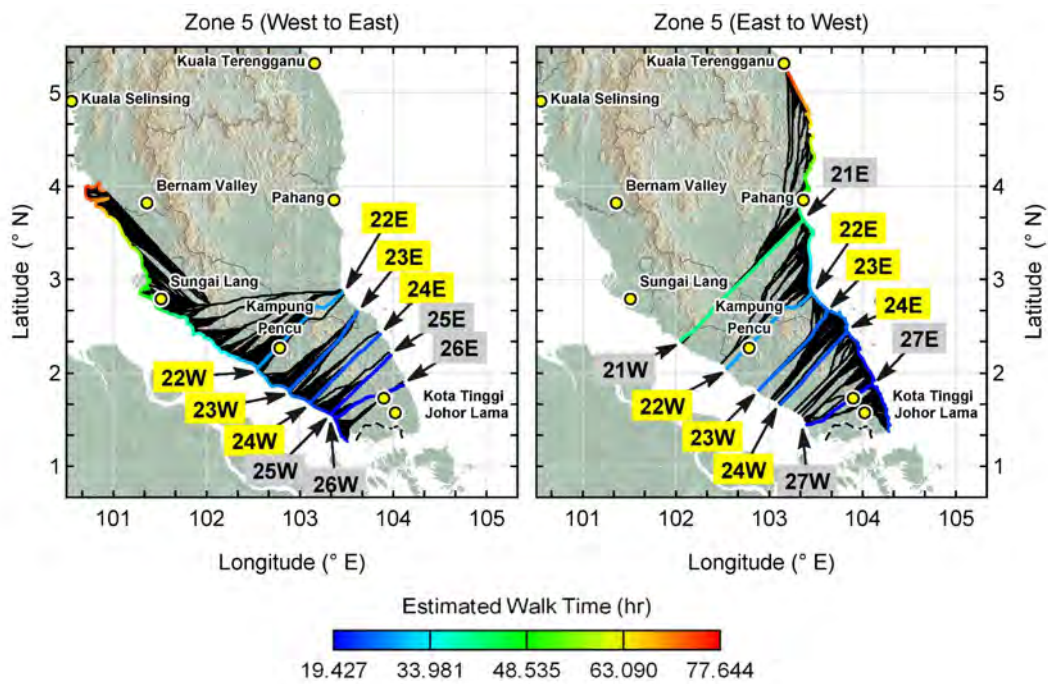 Zone 5 (West to East)
Kuala Terengganu
Kuala Selinsing
Bernam Valley
Pahang
22E
23E
Sungai Lang
24E
Kampung
Pencu
25E
26E
22W
23W
Kota Tinggi
Johor Lama
24W
25W
26W
5
4
3
2
1
101
102
103
104
105
Latitude (° N)
Longitude (° E)
Zone 5 (East to West)
Kuala Terengganu
Kuala Selinsing
Bernam Valley
21E
Pahang
22E
23E
Sungai Lang
24E
Kampung
Pencu
27E
21W
22W
Kota Tinggi
Johor Lama
23W
24W
27W
5
4
3
2
1
101
102
103
104
105
Latitude (° N)
Longitude (° E)
Estimated Walk Time (hr)
19.427 33.981 48.535 63.090 77.644